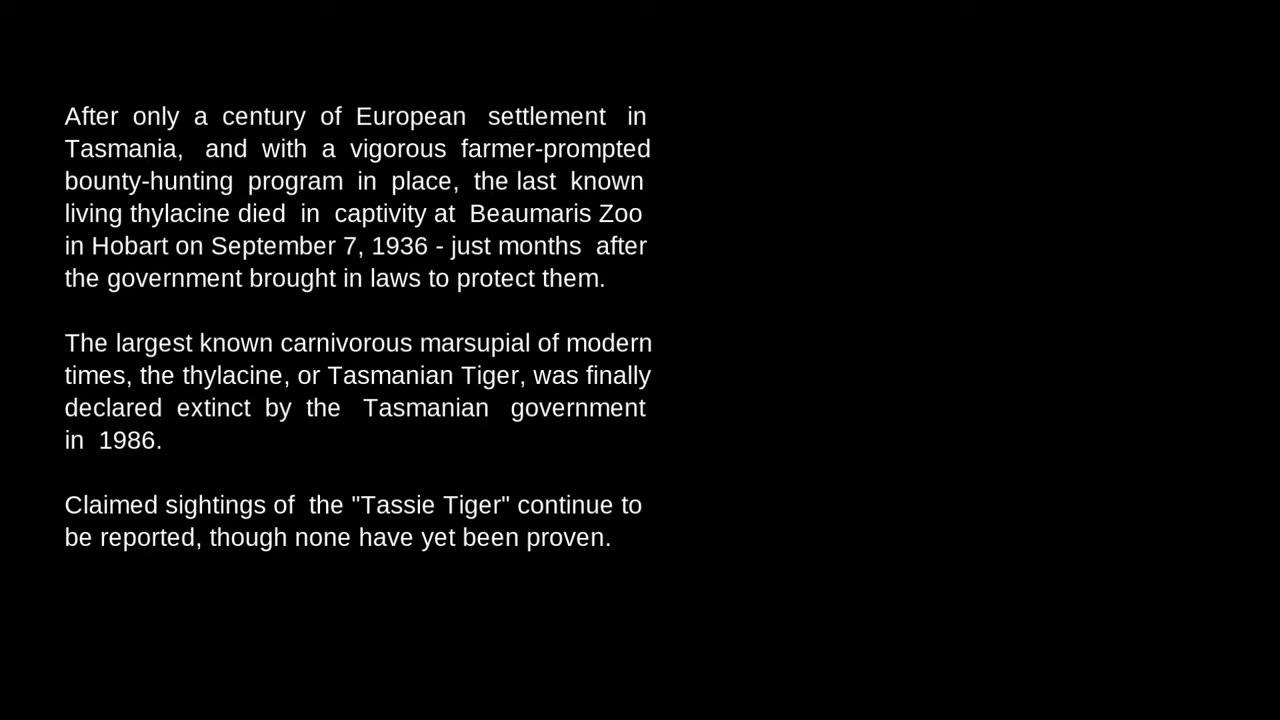 After only a century of European settlement in
Tasmania, and with a vigorous farmer-prompted
bounty-hunting program in place, the last known
living thylacine died in captivity at Beaumaris Zoo
in Hobart on September 7, 1936 - just months after
the government brought in laws to protect them.
The largest known carnivorous marsupial of modern
times, the thylacine, or Tasmanian Tiger, was finally
declared extinct by the Tasmanian government
in 1986.
Claimed sightings of the "Tassie Tiger" continue to
be reported, though none have yet been proven.